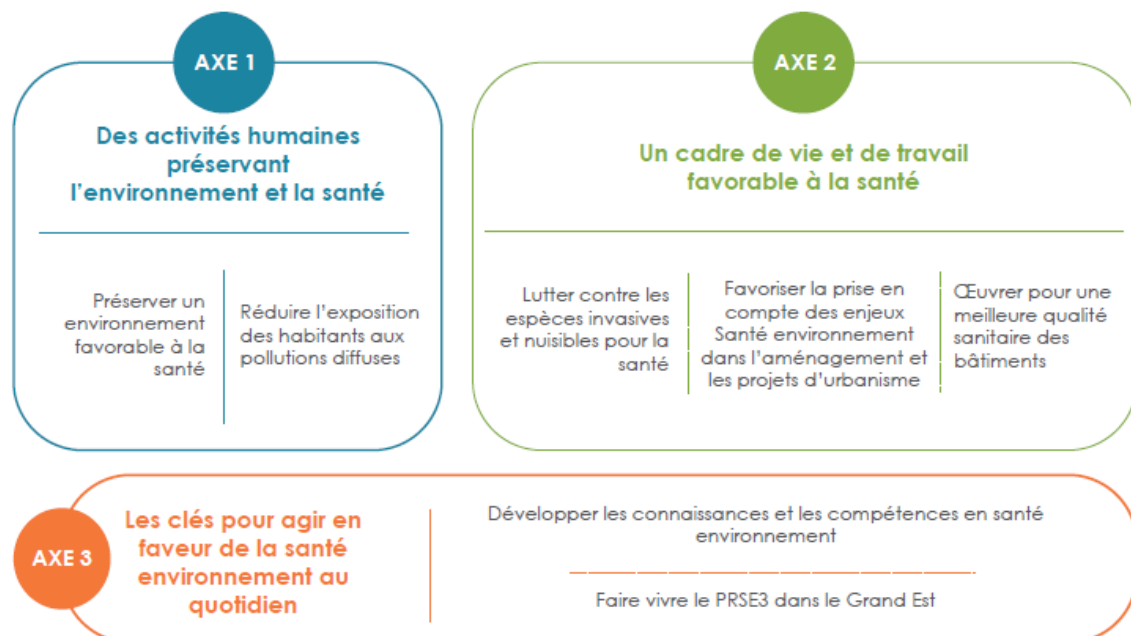 AXE 1
Des activités humaines
préservant
l’environnement et la santé
Préserver un
environnement
favorable à la
santé
Réduire l’exposition
des habitants aux
pollutions diffuses
AXE 2
Un cadre de vie et de travail
favorable à la santé
Lutter contre les
espèces invasives
et nuisibles pour la
santé
Favoriser la prise en
compte des enjeux
Santé environnement
dans l’aménagement et
les projets d’urbanisme
Œuvrer pour une
meilleure qualité
sanitaire des
bâtiments
AXE 3
Les clés pour agir en
faveur de la santé
environnement au
quotidien
Développer les connaissances et les compétences en santé
environnement
Faire vivre le PRSE3 dans le Grand Est